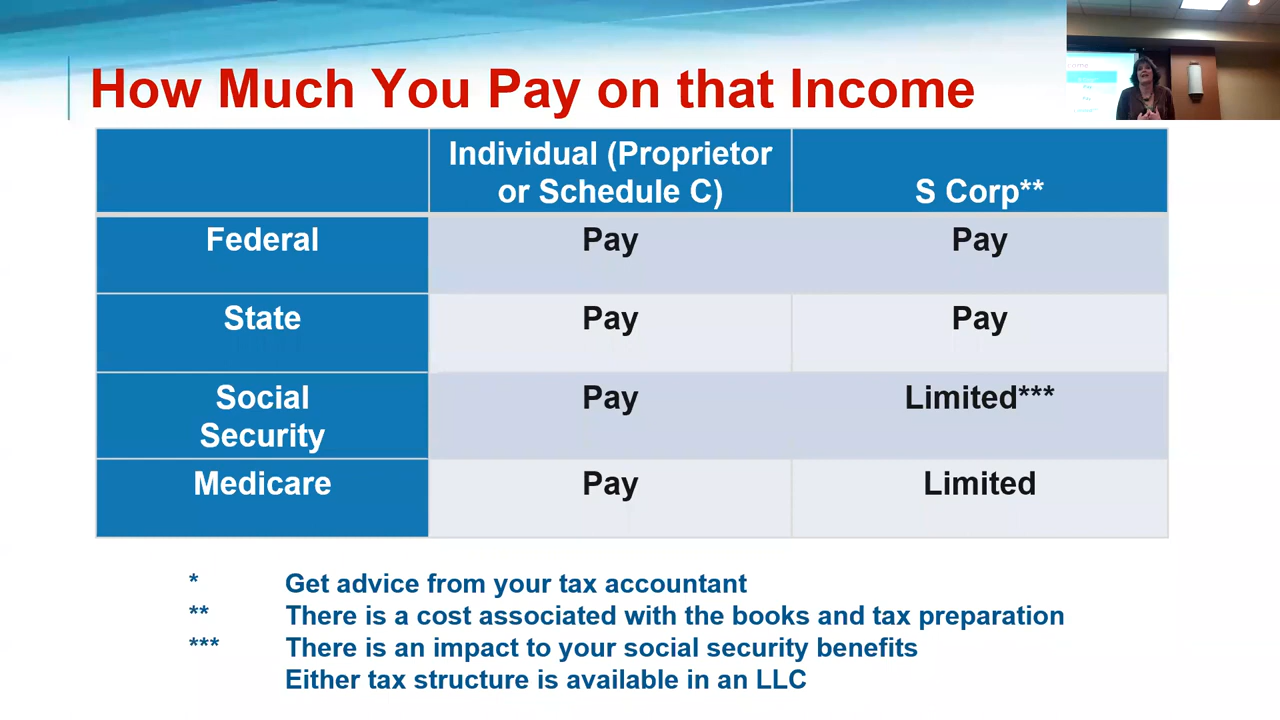 How Much You Pay on that Income
Individual (Proprietor
or Schedule C)
S Corp**
Federal
Pay
Pay
State
Pay
Pay
Social
Security
Pay
Limited***
Medicare
Pay
Limited
* Get advice from your tax accountant
** There is a cost associated with the books and tax preparation
*** There is an impact to your social security benefits
Either tax structure is available in an LLC